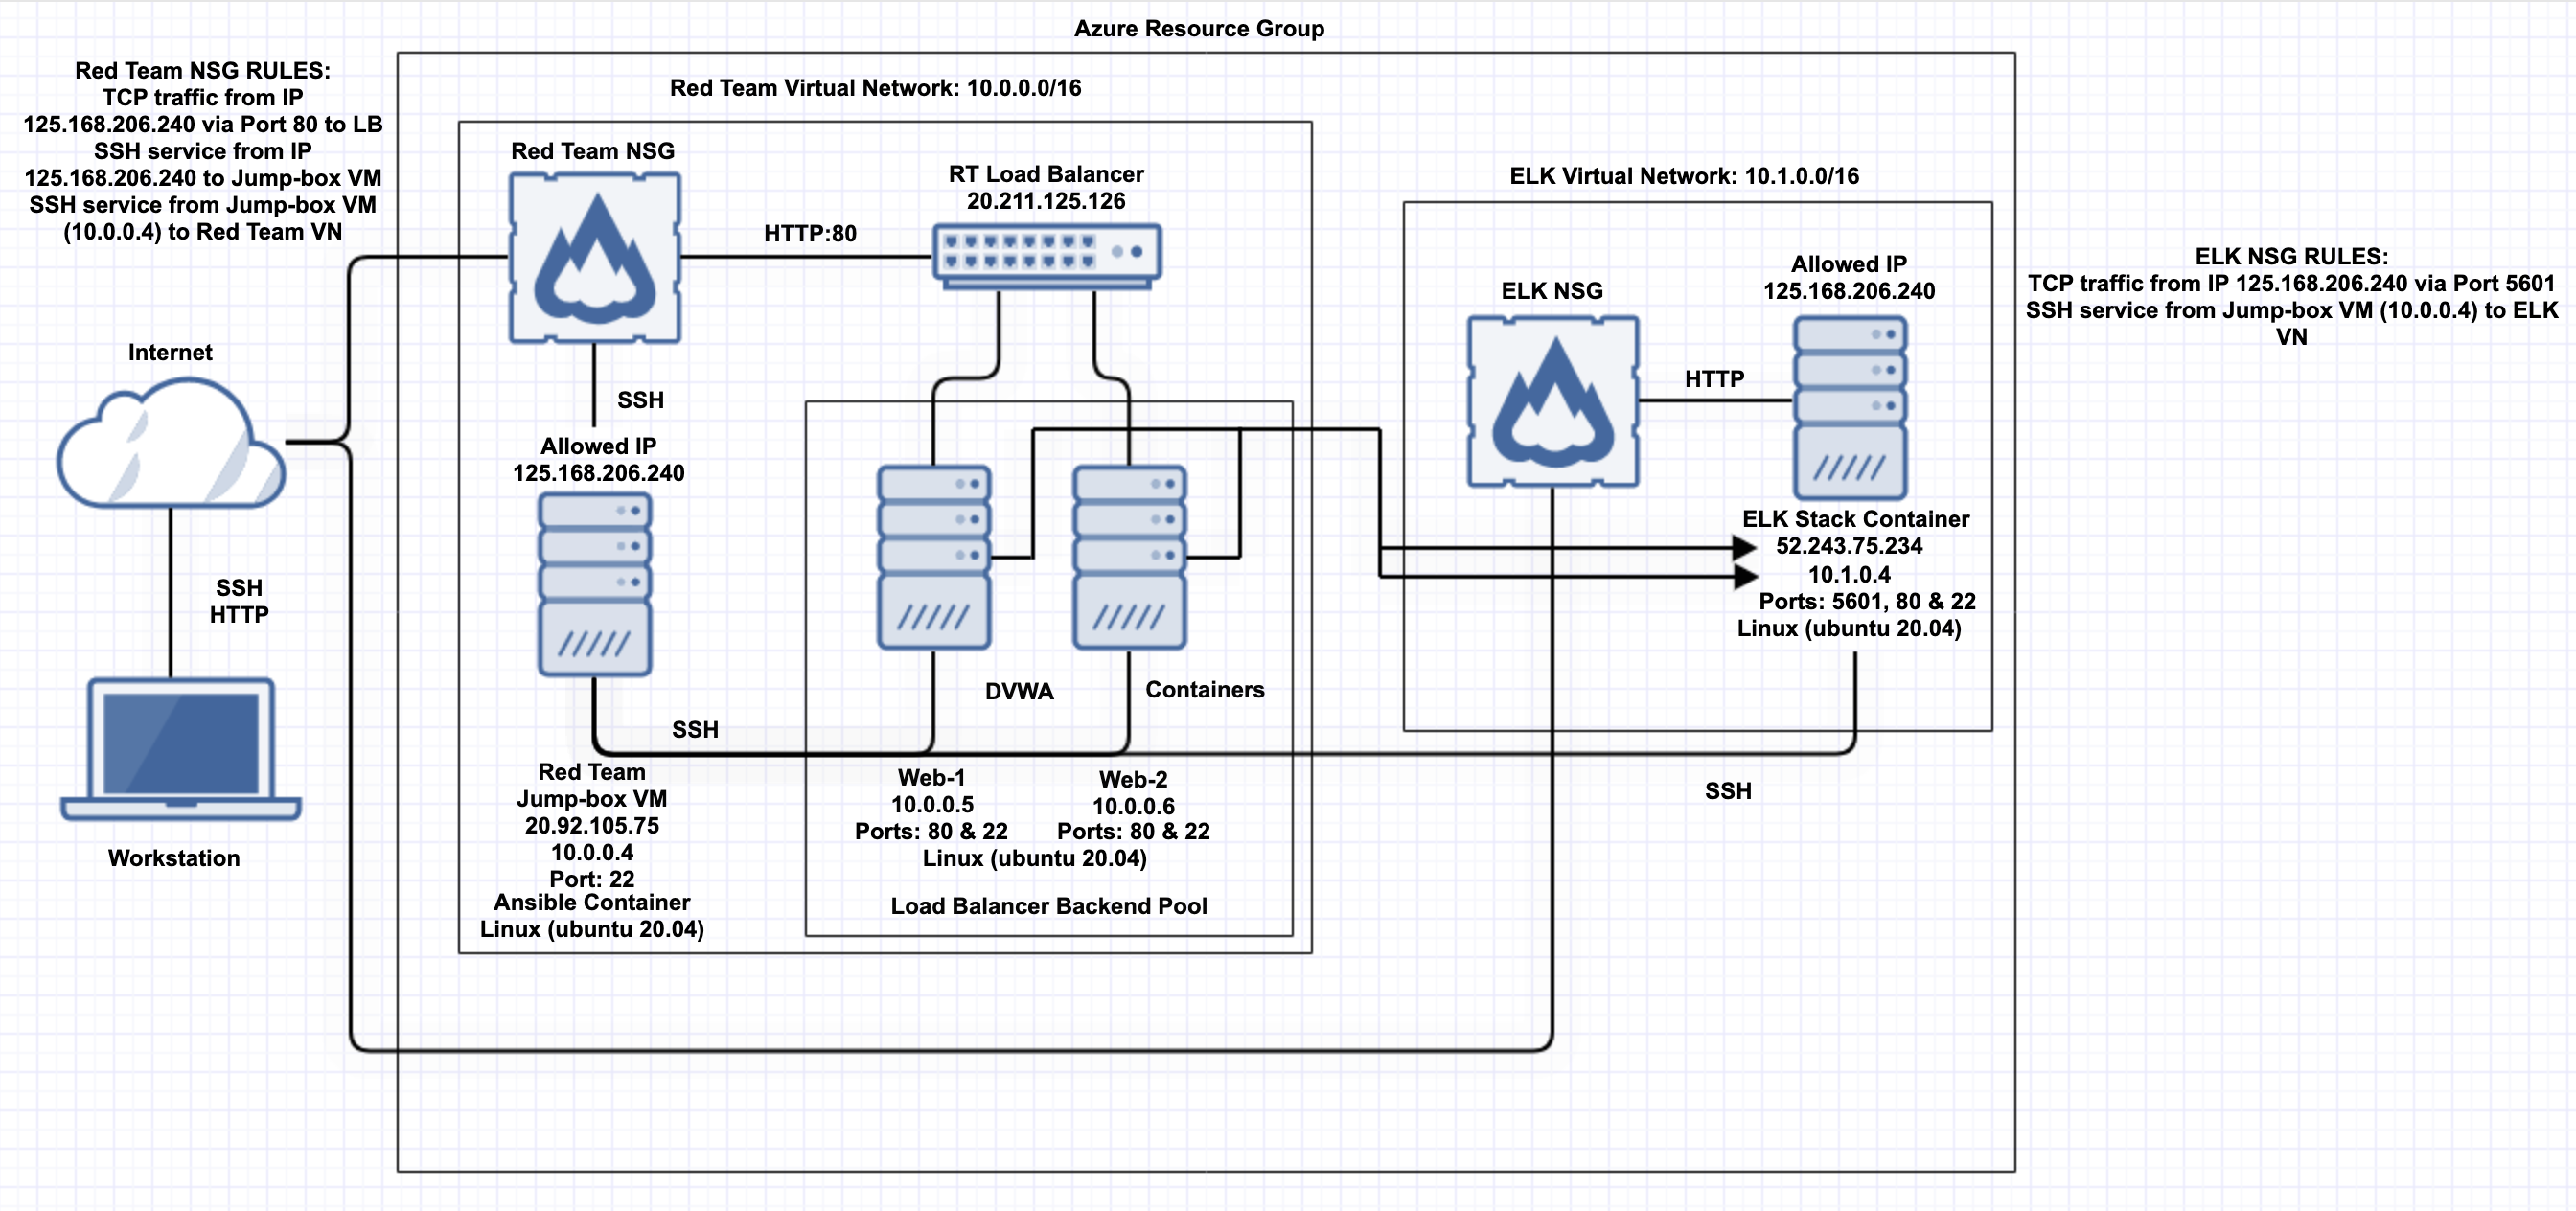 Azure Resource Group
Red Team NSG RULES:
TCP traffic from IP
125.168.206.240 via Port 80 to LB
SSH service from IP
125.168.206.240 to Jump-box VM
SSH service from Jump-box VM
(10.0.0.4) to Red Team VN
Red Team Virtual Network: 10.0.0.0/16
Red Team NSG
RT Load Balancer
20.211.125.126
HTTP:80
ELK Virtual Network: 10.1.0.0/16
ELK NSG
Allowed IP
125.168.206.240
HTTP
ELK NSG RULES:
TCP traffic from IP 125.168.206.240 via Port 5601
SSH service from Jump-box VM (10.0.0.4) to ELK
VN
Internet
SSH
Allowed IP
125.168.206.240
SSH
HTTP
Workstation
ELK Stack Container
52.243.75.234
10.1.0.4
Ports: 5601, 80 & 22
Linux (ubuntu 20.04)
DVWA
Containers
SSH
SSH
Red Team
Jump-box VM
20.92.105.75
10.0.0.4
Port: 22
Ansible Container
Linux (ubuntu 20.04)
Web-1
10.0.0.5
Ports: 80 & 22
Web-2
10.0.0.6
Ports: 80 & 22
Linux (ubuntu 20.04)
Load Balancer Backend Pool